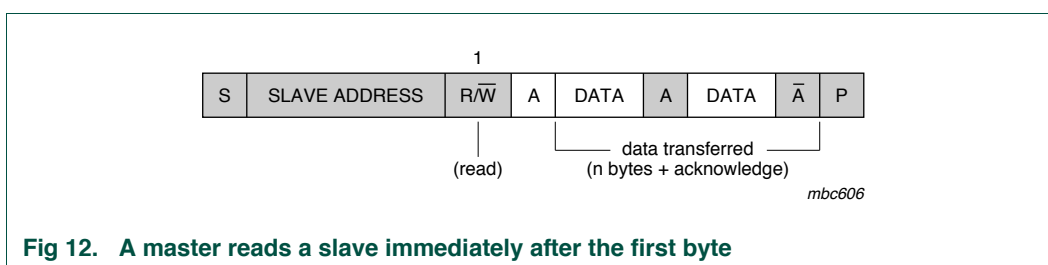 1
S SLAVE ADDRESS R/W̅ A DATA A DATA A̅ P
data transferred
(read) (n bytes + acknowledge)
mbc606
Fig 12. A master reads a slave immediately after the first byte